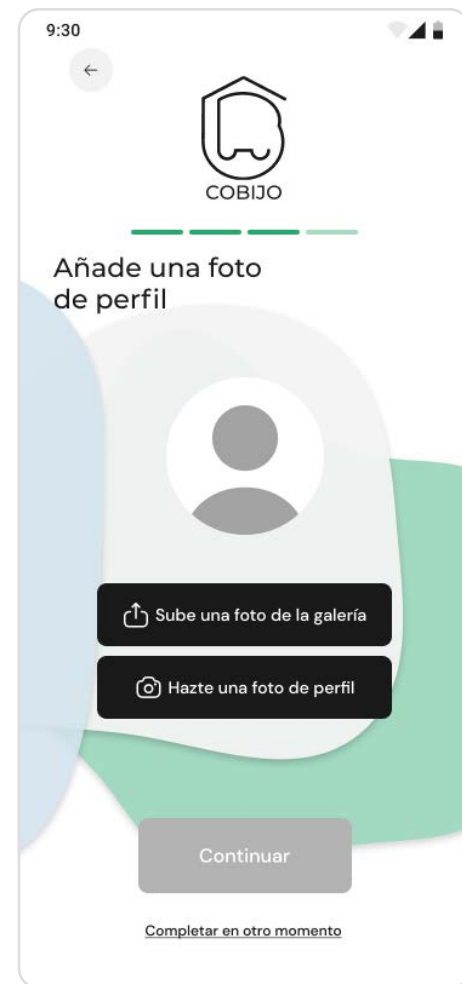 9:30
COBIJO
Añade una foto
de perfil
Sube una foto de la galería
Hazte una foto de perfil
Continuar
Completar en otro momento